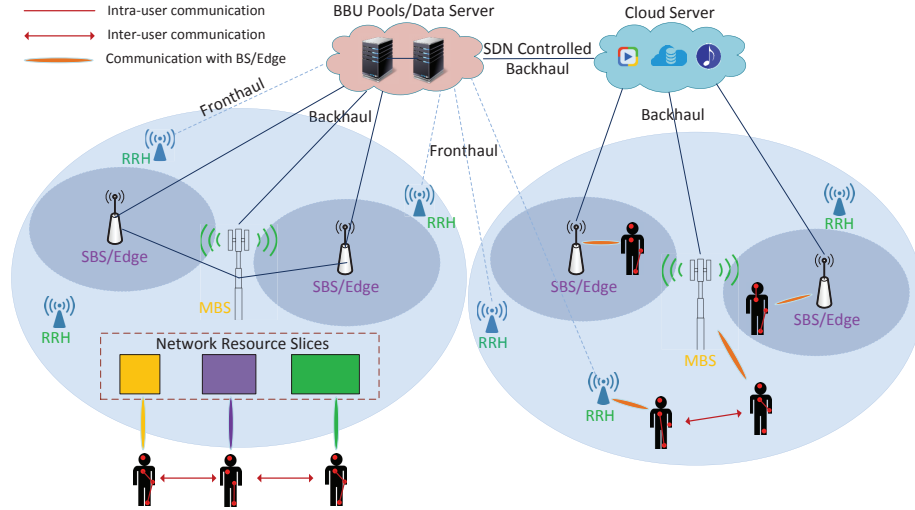 Intra-user communication
Inter-user communication
Communication with BS/Edge
BBU Pools/Data Server
Cloud Server
SDN Controlled
Backhaul
Fronthaul
Backhaul
Backhaul
Fronthaul
RRH
RRH
RRH
SBS/Edge
SBS/Edge
SBS/Edge
SBS/Edge
MBS
RRH
RRH
MBS
Network Resource Slices
RRH